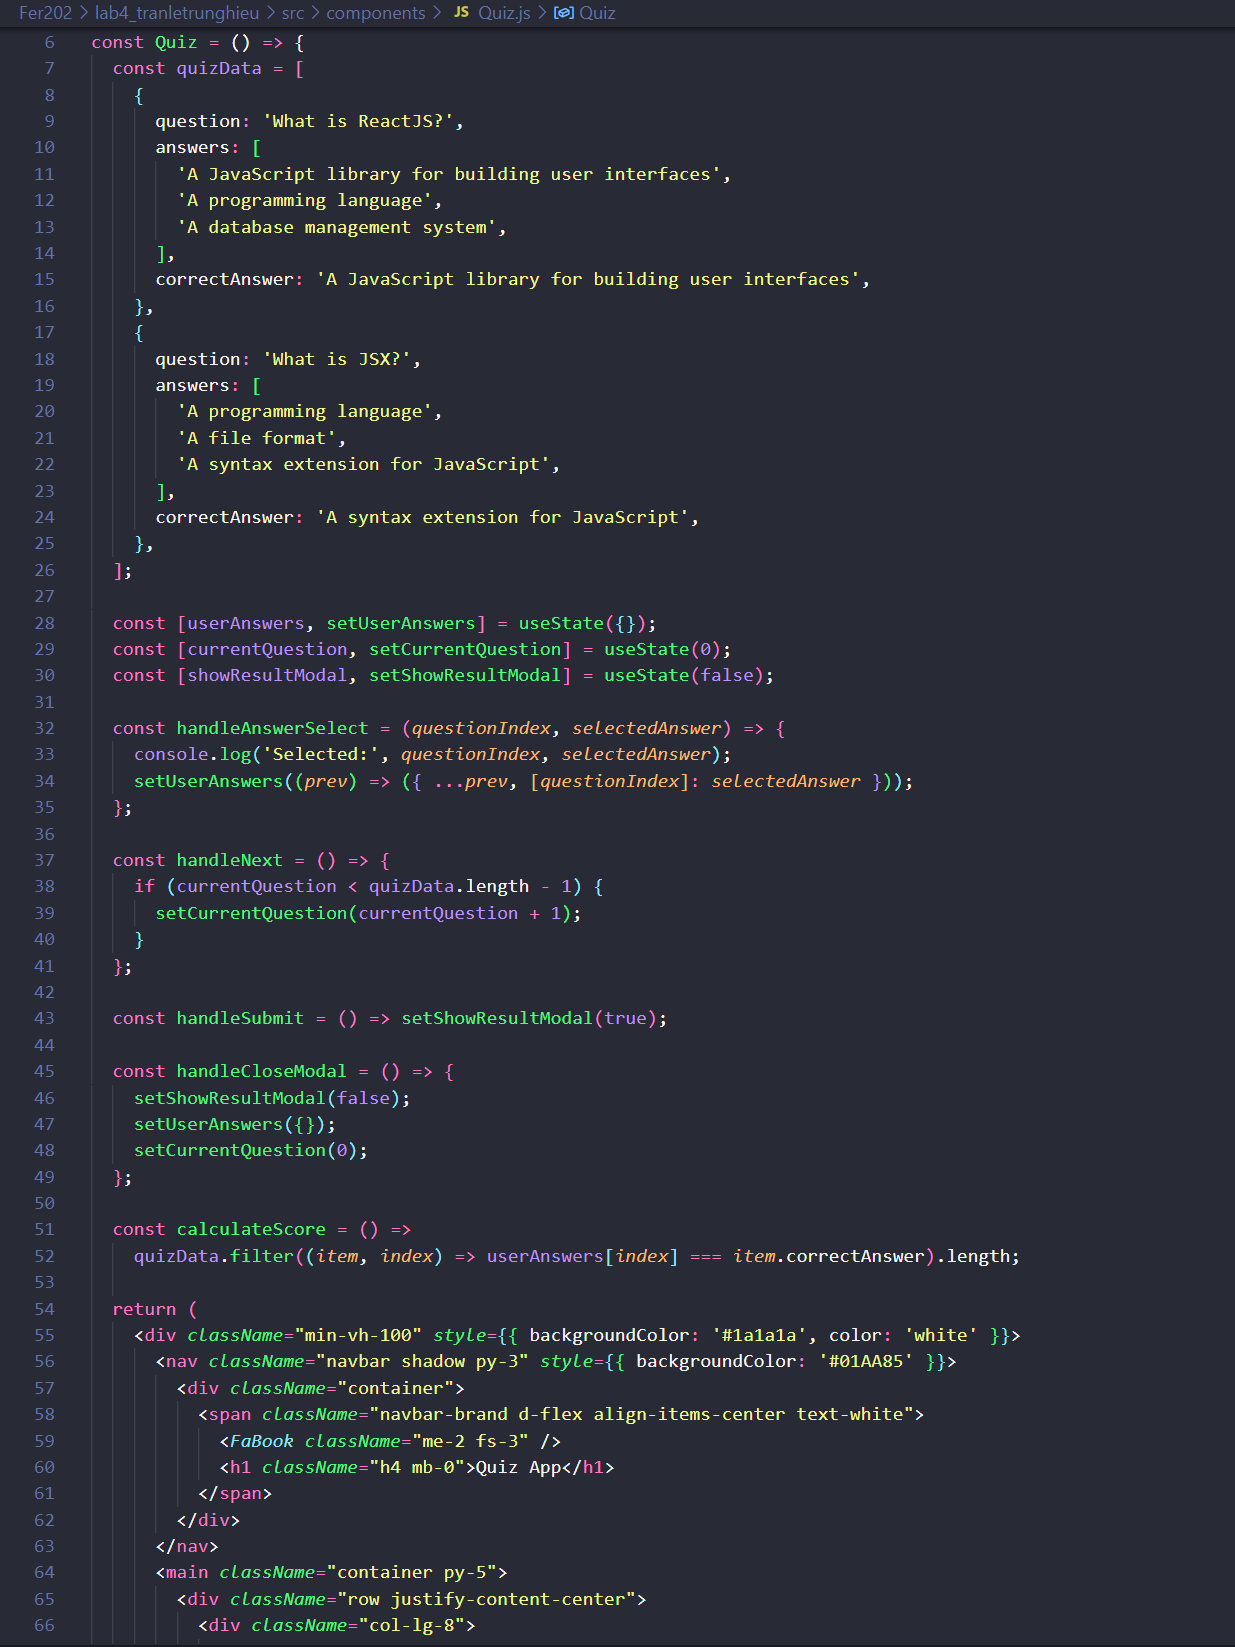 Fer202 > lab4_tranletrunghieu > src > components > JS Quiz.js > Quiz
6 const Quiz = () => {
7   const quizData = [
8     {
9       question: 'What is ReactJS?',
10       answers: [
11         'A JavaScript library for building user interfaces',
12         'A programming language',
13         'A database management system',
14       ],
15       correctAnswer: 'A JavaScript library for building user interfaces',
16     },
17     {
18       question: 'What is JSX?',
19       answers: [
20         'A programming language',
21         'A file format',
22         'A syntax extension for JavaScript',
23       ],
24       correctAnswer: 'A syntax extension for JavaScript',
25     },
26   ];
27
28   const [userAnswers, setUserAnswers] = useState({});
29   const [currentQuestion, setCurrentQuestion] = useState(0);
30   const [showResultModal, setShowResultModal] = useState(false);
31
32   const handleAnswerSelect = (questionIndex, selectedAnswer) => {
33     console.log('Selected:', questionIndex, selectedAnswer);
34     setUserAnswers((prev) => ({ ...prev, [questionIndex]: selectedAnswer }));
35   };
36
37   const handleNext = () => {
38     if (currentQuestion < quizData.length - 1) {
39       setCurrentQuestion(currentQuestion + 1);
40     }
41   };
42
43   const handleSubmit = () => setShowResultModal(true);
44
45   const handleCloseModal = () => {
46     setShowResultModal(false);
47     setUserAnswers({});
48     setCurrentQuestion(0);
49   };
50
51   const calculateScore = () =>
52     quizData.filter((item, index) => userAnswers[index] === item.correctAnswer).length;
53
54   return (
55     <div className="min-vh-100" style={{ backgroundColor: '#1a1a1a', color: 'white' }}>
56       <nav className="navbar shadow py-3" style={{ backgroundColor: '#01AA85' }}>
57         <div className="container">
58           <span className="navbar-brand d-flex align-items-center text-white">
59             <FaBook className="me-2 fs-3" />
60             <h1 className="h4 mb-0">Quiz App</h1>
61           </span>
62         </div>
63       </nav>
64       <main className="container py-5">
65         <div className="row justify-content-center">
66           <div className="col-lg-8">